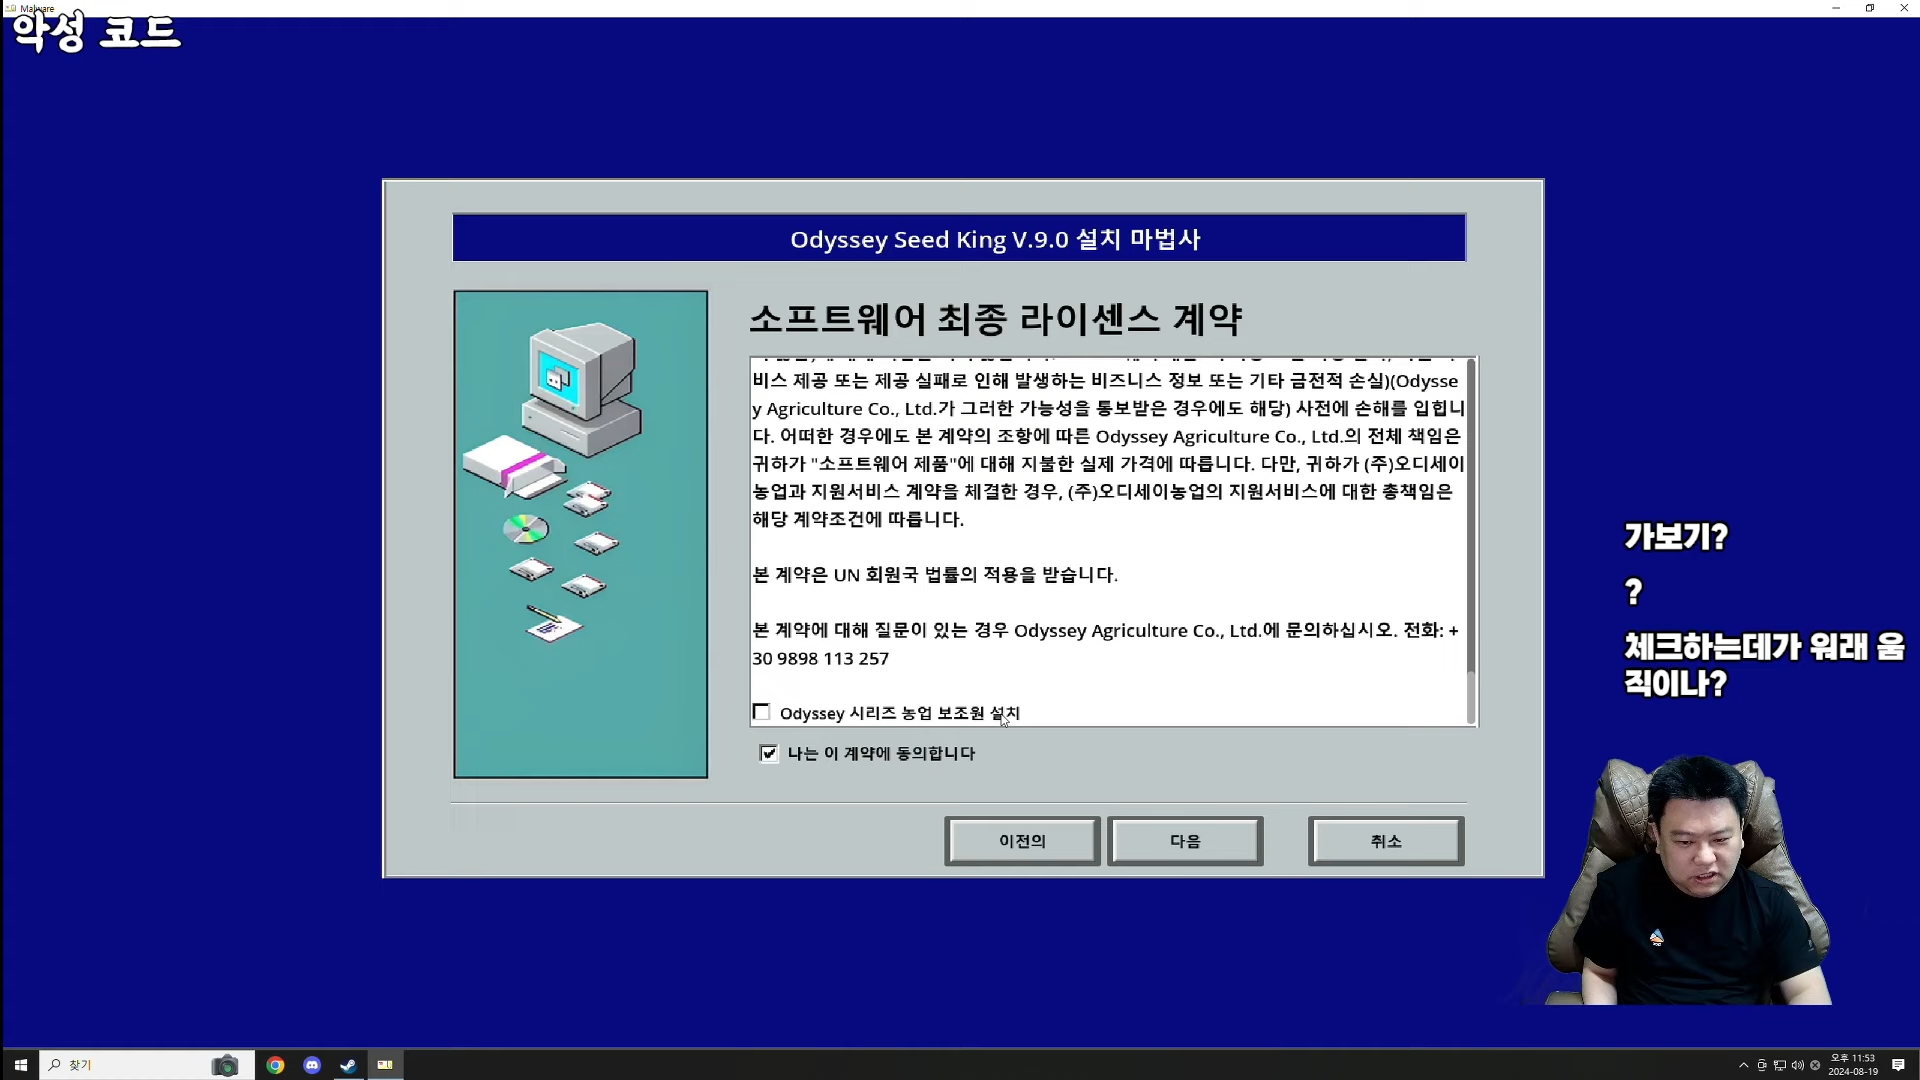 Malware
악성 코드
Odyssey Seed King V.9.0 설치 마법사
소프트웨어 최종 라이센스 계약
비스 제공 또는 제공 실패로 인해 발생하는 비즈니스 정보 또는 기타 금전적 손실)(Odysse
y Agriculture Co., Ltd.가 그러한 가능성을 통보받은 경우에도 해당) 사전에 손해를 입힙니
다. 어떠한 경우에도 본 계약의 조항에 따른 Odyssey Agriculture Co., Ltd.의 전체 책임은
귀하가 "소프트웨어 제품"에 대해 지불한 실제 가격에 따릅니다. 다만, 귀하가 (주)오디세이
농업과 지원서비스 계약을 체결한 경우, (주)오디세이농업의 지원서비스에 대한 총책임은
해당 계약조건에 따릅니다.
본 계약은 UN 회원국 법률의 적용을 받습니다.
본 계약에 대해 질문이 있는 경우 Odyssey Agriculture Co., Ltd.에 문의하십시오. 전화: +
30 9898 113 257
Odyssey 시리즈 농업 보조원 설치
나는 이 계약에 동의합니다
이전의
다음
취소
가보기?
?
체크하는데가 워래 움
직이나?
찾기
오후 11:53
2024-08-19